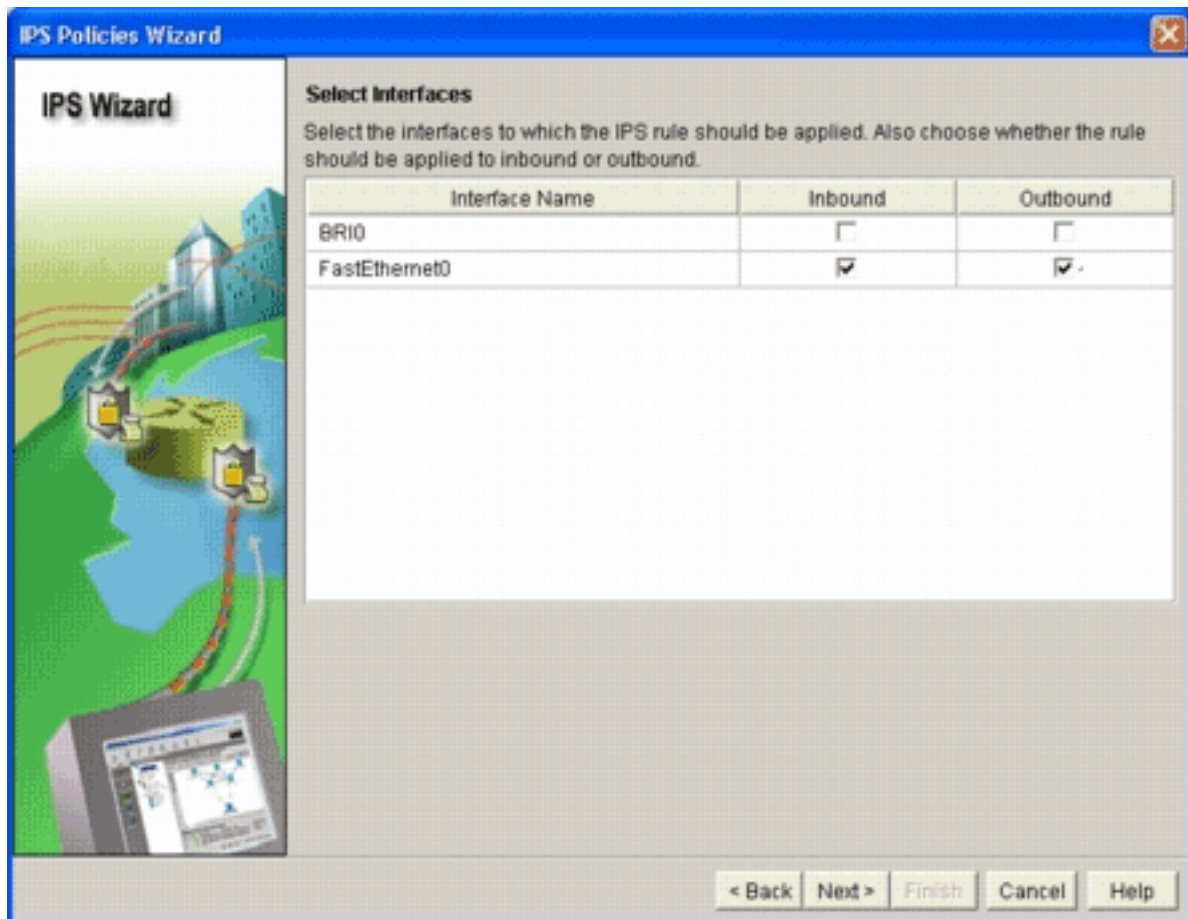 IPS Policies Wizard
IPS Wizard
Select Interfaces
Select the interfaces to which the IPS rule should be applied. Also choose whether the rule
should be applied to inbound or outbound.
Interface Name Inbound Outbound
BRI0
FastEthernet0
< Back Next > Finish Cancel Help